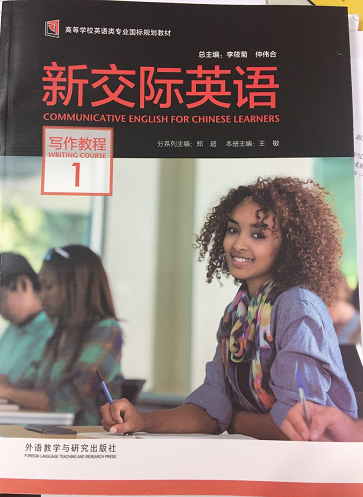 高等学校英语类专业国标规划教材
总主编：李筱菊 仲伟合
新交际英语
COMMUNICATIVE ENGLISH FOR CHINESE LEARNERS
写作教程
WRITING COURSE
1
分系列主编：郑 超 本册主编：王 敏
外语教学与研究出版社
FOREIGN LANGUAGE TEACHING AND RESEARCH PRESS